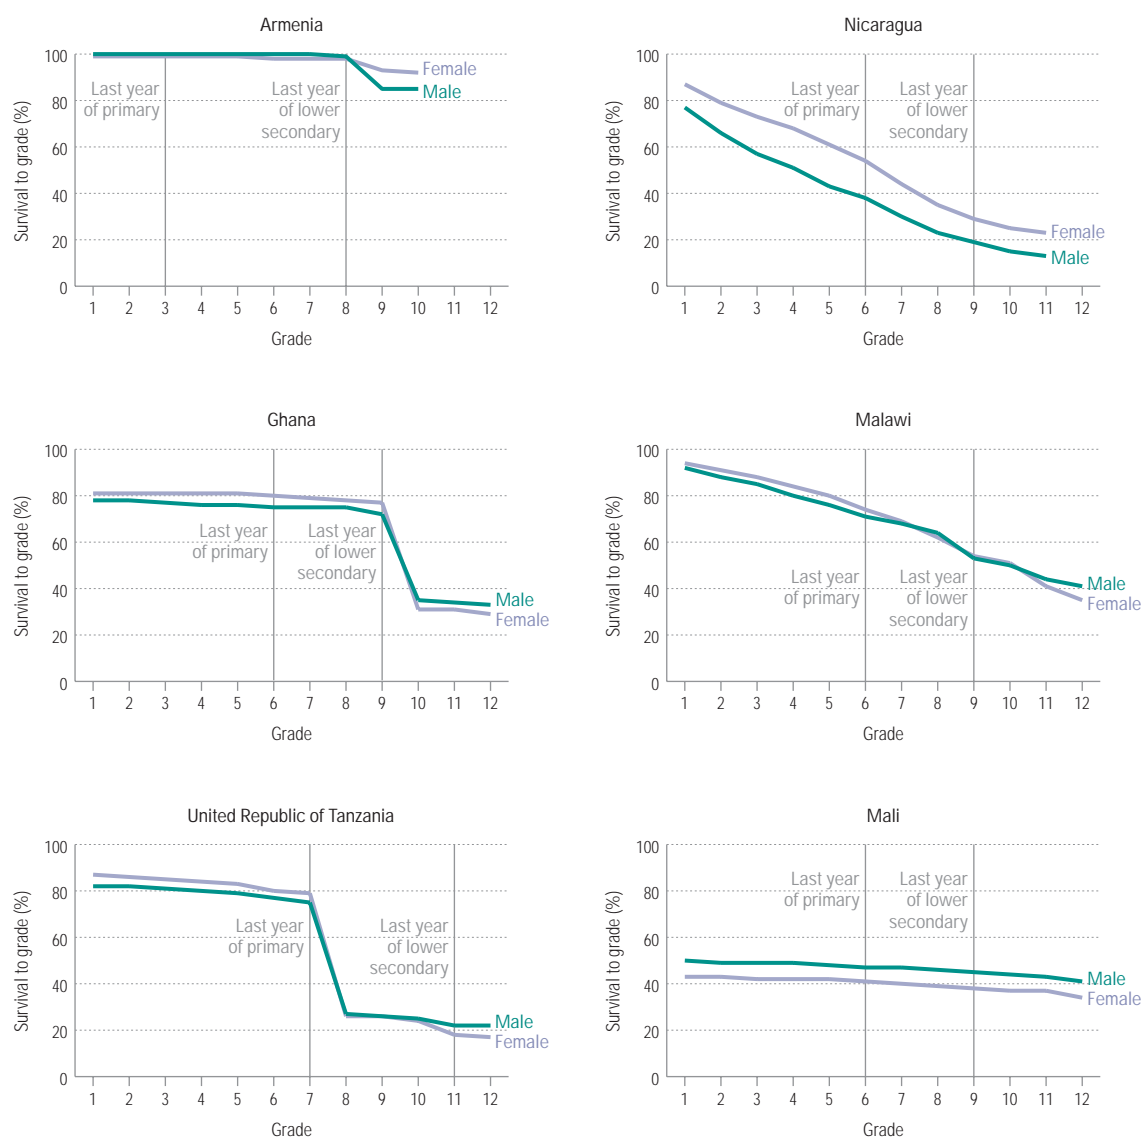 Armenia
Survival to grade (%)
100
80
60
40
20
0
Last year
of primary
Last year
of lower
secondary
Female
Male
1 2 3 4 5 6 7 8 9 10 11 12
Grade
Nicaragua
Survival to grade (%)
100
80
60
40
20
0
Last year
of primary
Last year
of lower
secondary
Female
Male
1 2 3 4 5 6 7 8 9 10 11 12
Grade
Ghana
Survival to grade (%)
100
80
60
40
20
0
Last year
of primary
Last year
of lower
secondary
Male
Female
1 2 3 4 5 6 7 8 9 10 11 12
Grade
Malawi
Survival to grade (%)
100
80
60
40
20
0
Last year
of primary
Last year
of lower
secondary
Male
Female
1 2 3 4 5 6 7 8 9 10 11 12
Grade
United Republic of Tanzania
Survival to grade (%)
100
80
60
40
20
0
Last year
of primary
Last year
of lower
secondary
Male
Female
1 2 3 4 5 6 7 8 9 10 11 12
Grade
Mali
Survival to grade (%)
100
80
60
40
20
0
Last year
of primary
Last year
of lower
secondary
Male
Female
1 2 3 4 5 6 7 8 9 10 11 12
Grade